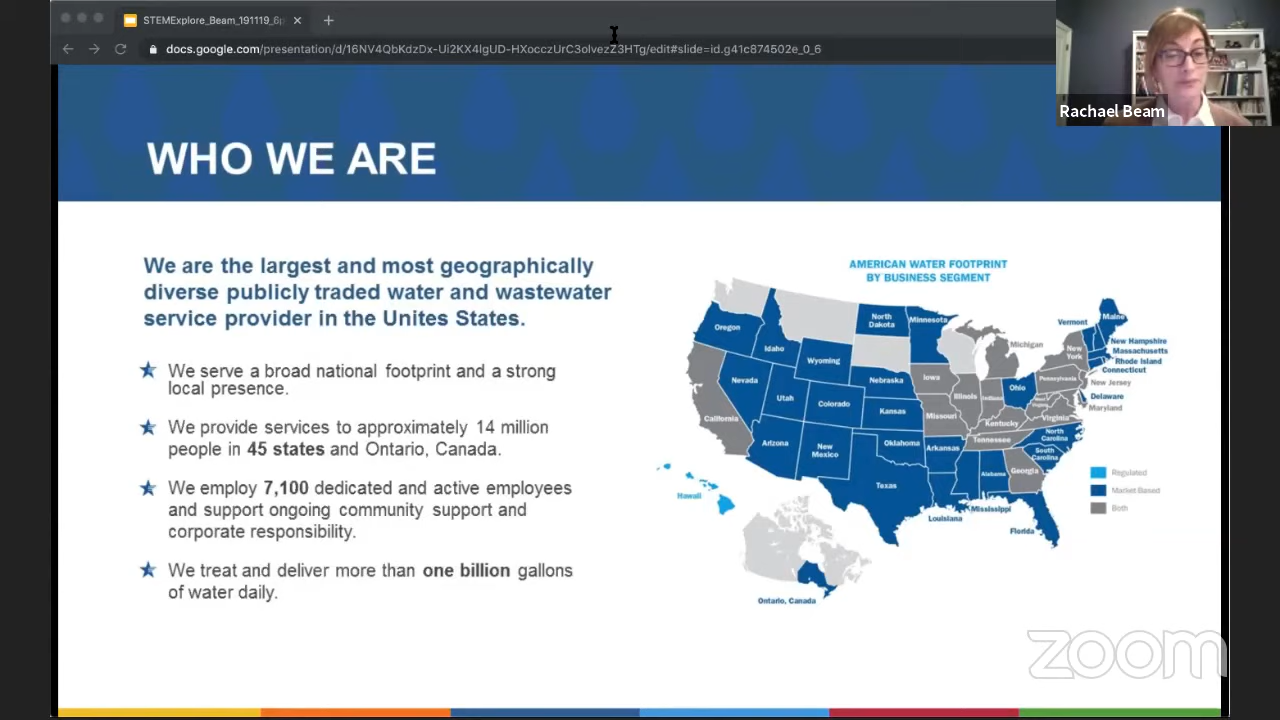 STEMExplore_Beam_191119_6p
docs.google.com/presentation/d/16NV4QbKdzDx-Ui2KX4lgUD-HXocczUrC3olvezZ3HTg/edit#slide=id.g41c874502e_0_6
Rachael Beam
WHO WE ARE
We are the largest and most geographically
diverse publicly traded water and wastewater
service provider in the Unites States.
We serve a broad national footprint and a strong
local presence.
We provide services to approximately 14 million
people in 45 states and Ontario, Canada.
We employ 7,100 dedicated and active employees
and support ongoing community support and
corporate responsibility.
We treat and deliver more than one billion gallons
of water daily.
AMERICAN WATER FOOTPRINT
BY BUSINESS SEGMENT
Oregon
Idaho
Wyoming
North
Dakota
Minnesota
Michigan
Vermont
Maine
New Hampshire
Massachusetts
Rhode Island
Connecticut
New
York
Pennsylvania
New Jersey
Delaware
Maryland
Nevada
Utah
Colorado
Nebraska
Kansas
Iowa
Illinois
Indiana
Ohio
West
Virginia
Virginia
California
Arizona
New
Mexico
Oklahoma
Missouri
Arkansas
Kentucky
Tennessee
North
Carolina
South
Carolina
Georgia
Alabama
Texas
Louisiana
Mississippi
Florida
Hawaii
Ontario, Canada
Regulated
Market-Based
Both
zoom